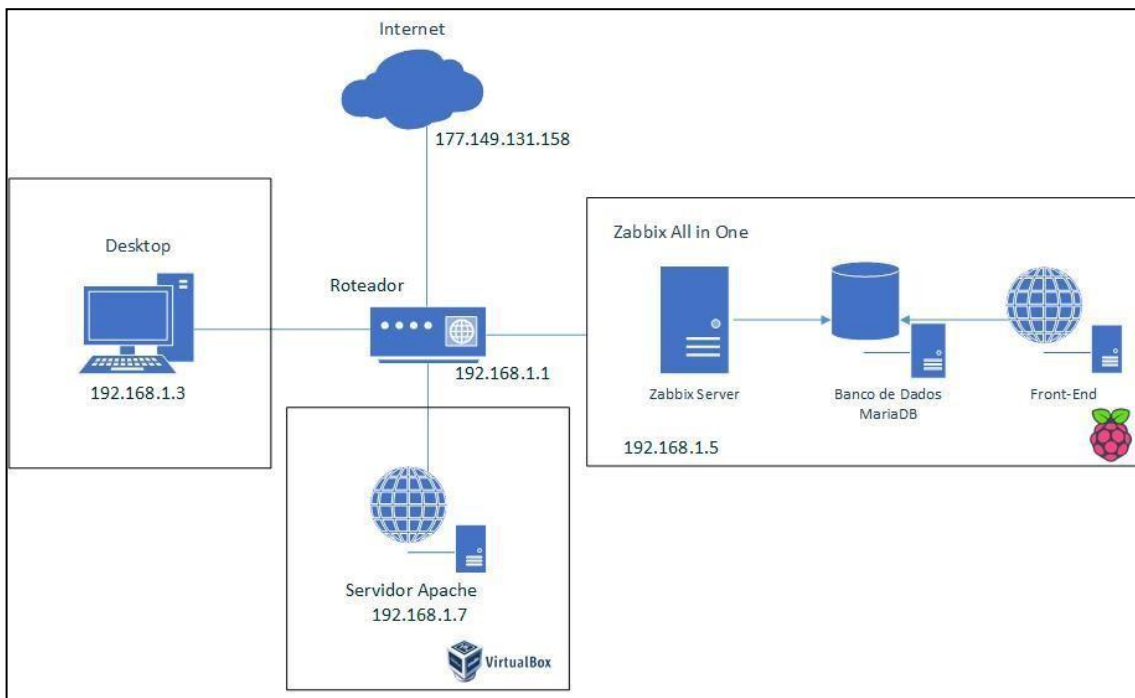 Internet
177.149.131.158
Desktop
192.168.1.3
Roteador
192.168.1.1
Zabbix All in One
Zabbix Server
Banco de Dados
MariaDB
Front-End
192.168.1.5
Servidor Apache
192.168.1.7
VirtualBox